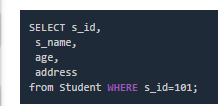 SELECT s_id,
s_name,
age,
address
from Student WHERE s_id=101;